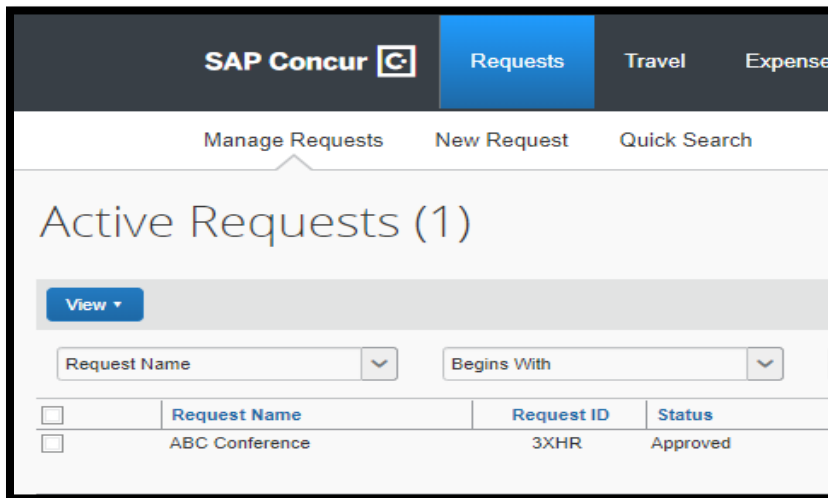 SAP Concur C Requests Travel Expense
Manage Requests New Request Quick Search
Active Requests (1)
View
Request Name Begins With
Request Name Request ID Status
ABC Conference 3XHR Approved